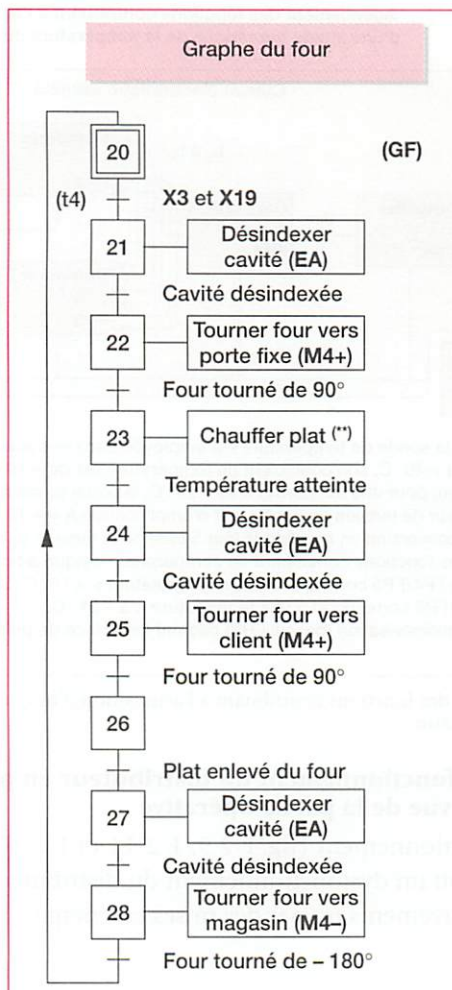 Graphe du four
20
(GF)
(t4)
X3 et X19
21
Désindexer
cavité (EA)
Cavité désindexée
22
Tourner four vers
porte fixe (M4+)
Four tourné de 90°
23
Chauffer plat (**)
Température atteinte
24
Désindexer
cavité (EA)
Cavité désindexée
25
Tourner four vers
client (M4+)
Four tourné de 90°
26
Plat enlevé du four
27
Désindexer
cavité (EA)
Cavité désindexée
28
Tourner four vers
magasin (M4–)
Four tourné de – 180°